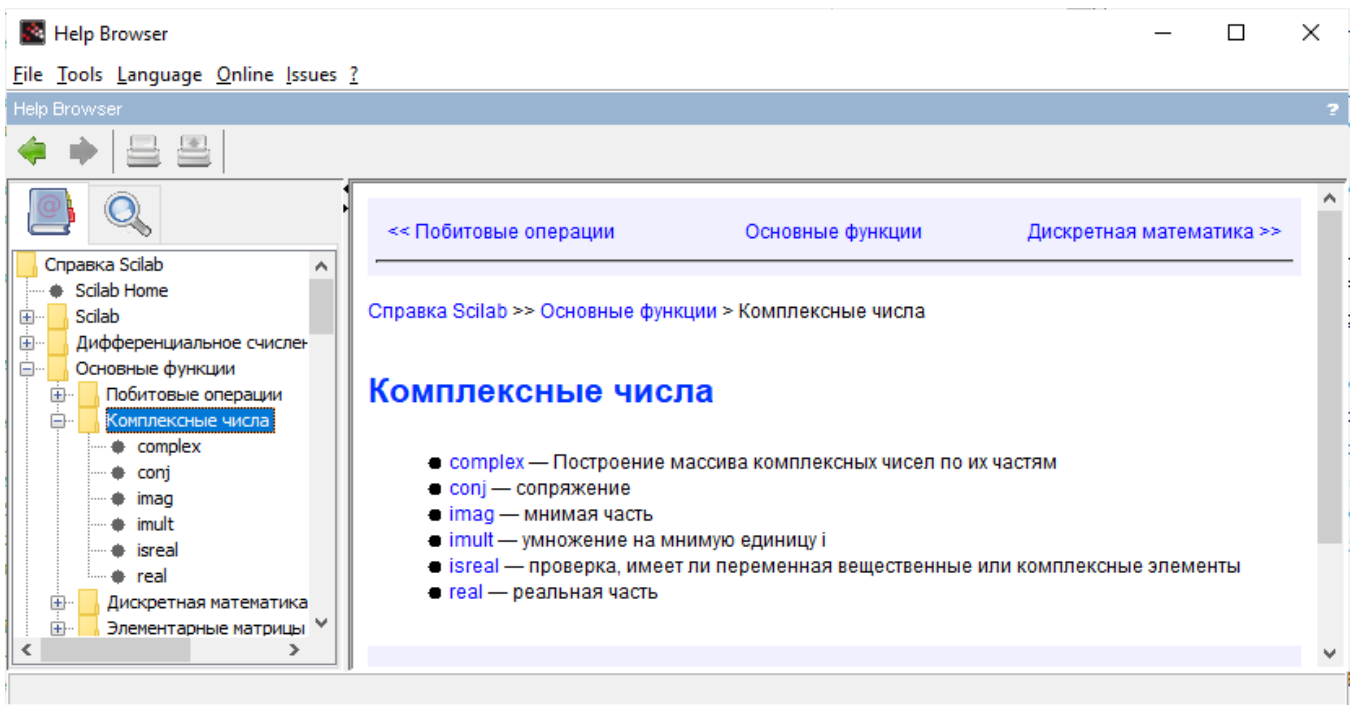 Help Browser
File Tools Language Online Issues ?
Help Browser ?
Справка Scilab
Scilab Home
Scilab
Дифференциальное счислен
Основные функции
Побитовые операции
Комплексные числа
complex
conj
imag
imult
isreal
real
Дискретная математика
Элементарные матрицы
<< Побитовые операции Основные функции Дискретная математика >>
Справка Scilab >> Основные функции > Комплексные числа
Комплексные числа
complex — Построение массива комплексных чисел по их частям
conj — сопряжение
imag — мнимая часть
imult — умножение на мнимую единицу i
isreal — проверка, имеет ли переменная вещественные или комплексные элементы
real — реальная часть